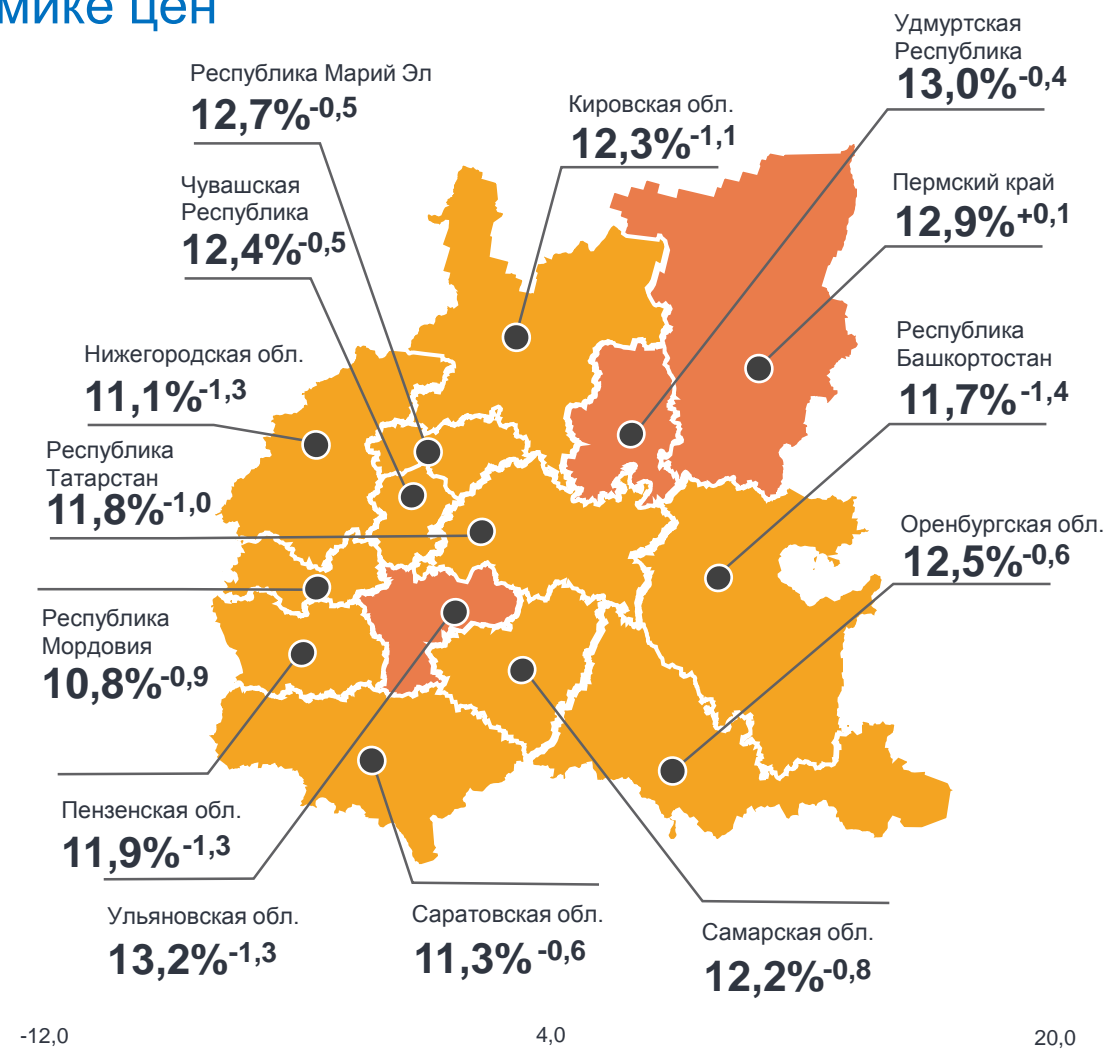 мике цен
Удмуртская
Республика
13,0%-0,4
Республика Марий Эл
12,7%-0,5
Кировская обл.
12,3%-1,1
Чувашская
Республика
12,4%-0,5
Пермский край
12,9%+0,1
Нижегородская обл.
11,1%-1,3
Республика
Башкортостан
11,7%-1,4
Республика
Татарстан
11,8%-1,0
Оренбургская обл.
12,5%-0,6
Республика
Мордовия
10,8%-0,9
Пензенская обл.
11,9%-1,3
Ульяновская обл.
13,2%-1,3
Саратовская обл.
11,3% -0,6
Самарская обл.
12,2%-0,8
-12,0
4,0
20,0